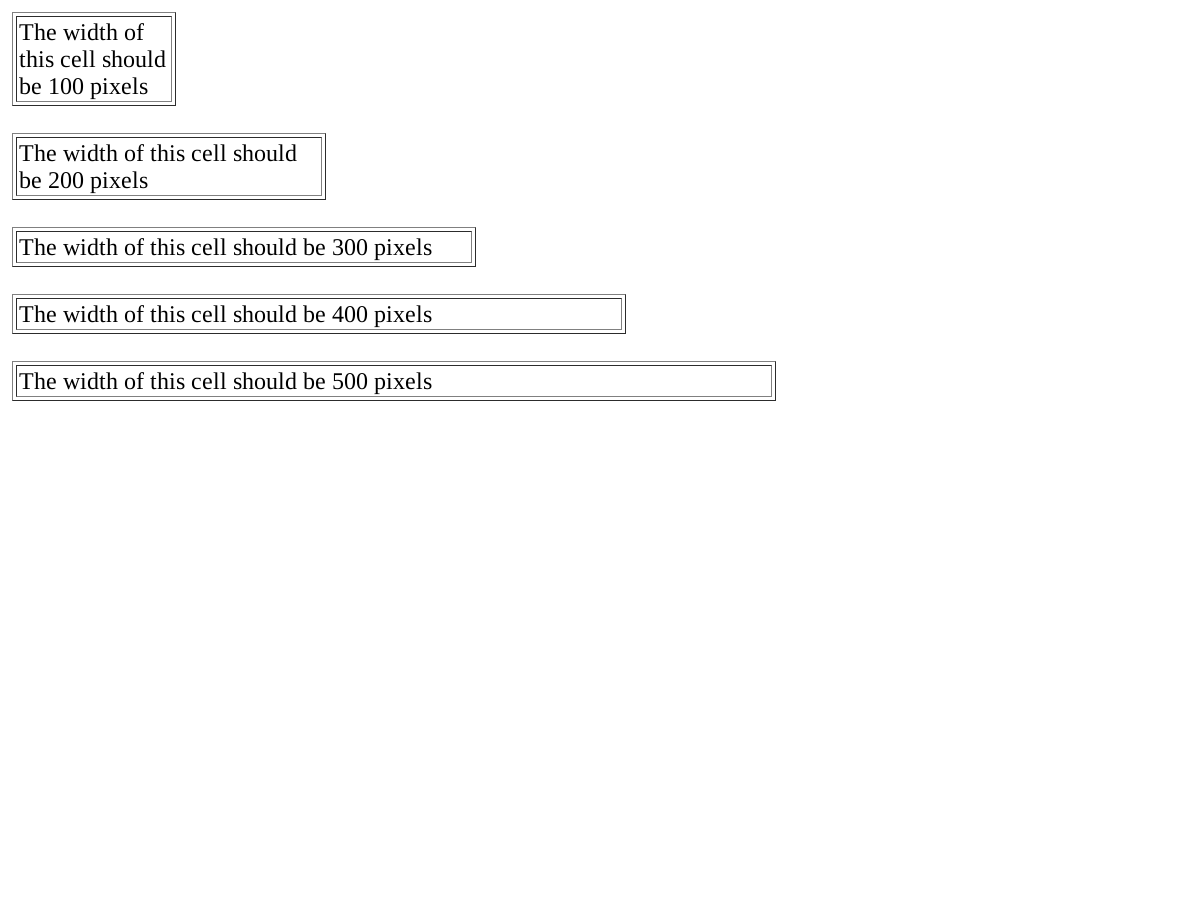 The width of
this cell should
be 100 pixels
The width of this cell should
be 200 pixels
The width of this cell should be 300 pixels
The width of this cell should be 400 pixels
The width of this cell should be 500 pixels